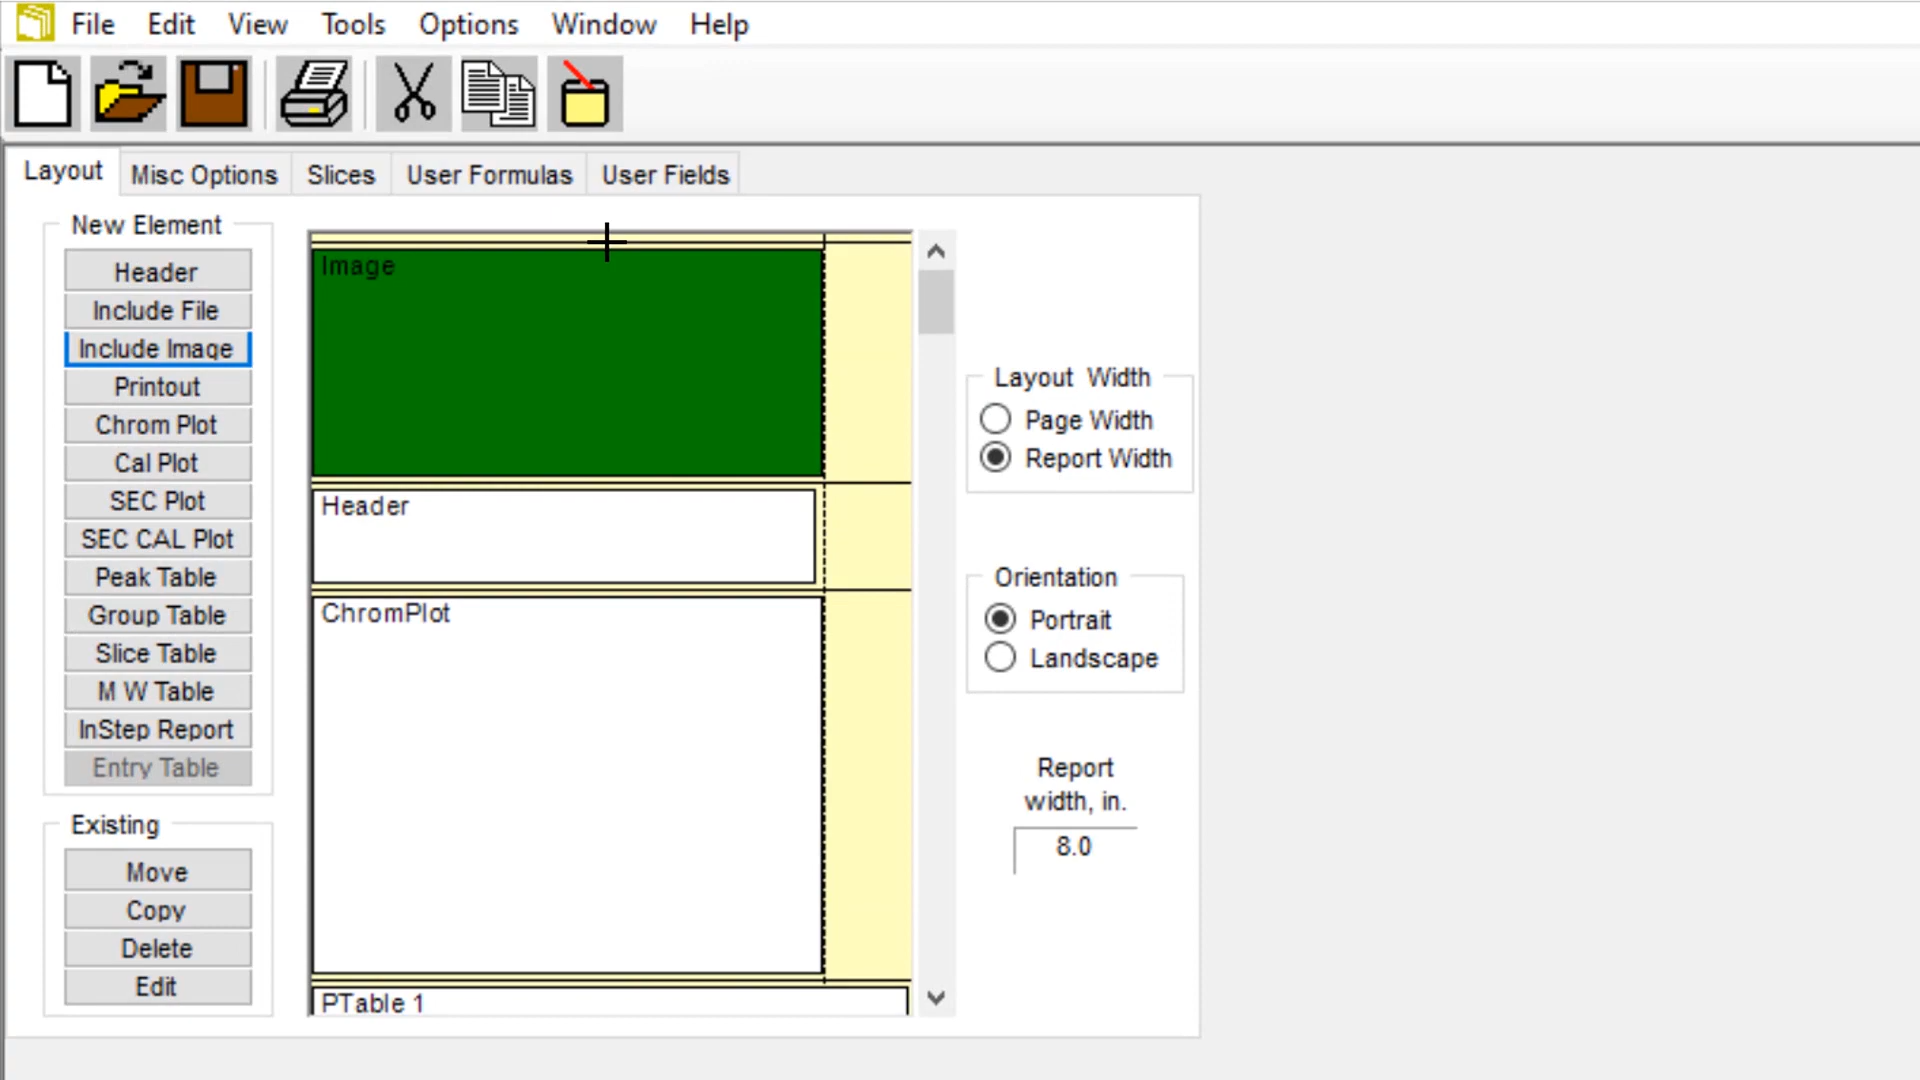 File Edit View Tools Options Window Help
Layout Misc Options Slices User Formulas User Fields
New Element
Header
Include File
Include Image
Printout
Chrom Plot
Cal Plot
SEC Plot
SEC CAL Plot
Peak Table
Group Table
Slice Table
M W Table
InStep Report
Entry Table
Existing
Move
Copy
Delete
Edit
Image
Header
ChromPlot
PTable 1
Layout Width
Page Width
Report Width
Orientation
Portrait
Landscape
Report
width, in.
8.0